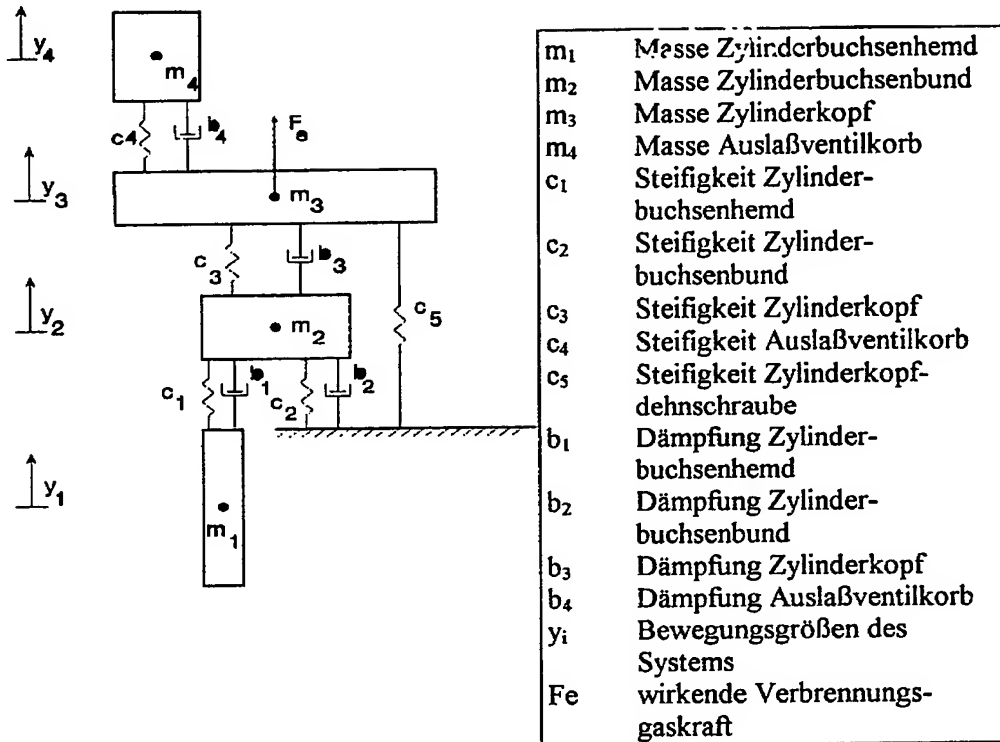 y4
m4
c4
b4
Fe
y3
m3
c3
b3
y2
m2
c5
c1
b1
c2
b2
y1
m1
m1 Masse Zylinderbuchsenhemd
m2 Masse Zylinderbuchsenbund
m3 Masse Zylinderkopf
m4 Masse Auslaßventilkorb
c1 Steifigkeit Zylinder-
buchsenhemd
c2 Steifigkeit Zylinder-
buchsenbund
c3 Steifigkeit Zylinderkopf
c4 Steifigkeit Auslaßventilkorb
c5 Steifigkeit Zylinderkopf-
dehnschraube
b1 Dämpfung Zylinder-
buchsenhemd
b2 Dämpfung Zylinder-
buchsenbund
b3 Dämpfung Zylinderkopf
b4 Dämpfung Auslaßventilkorb
yi Bewegungsgrößen des
Systems
Fe wirkende Verbrennungs-
gaskraft